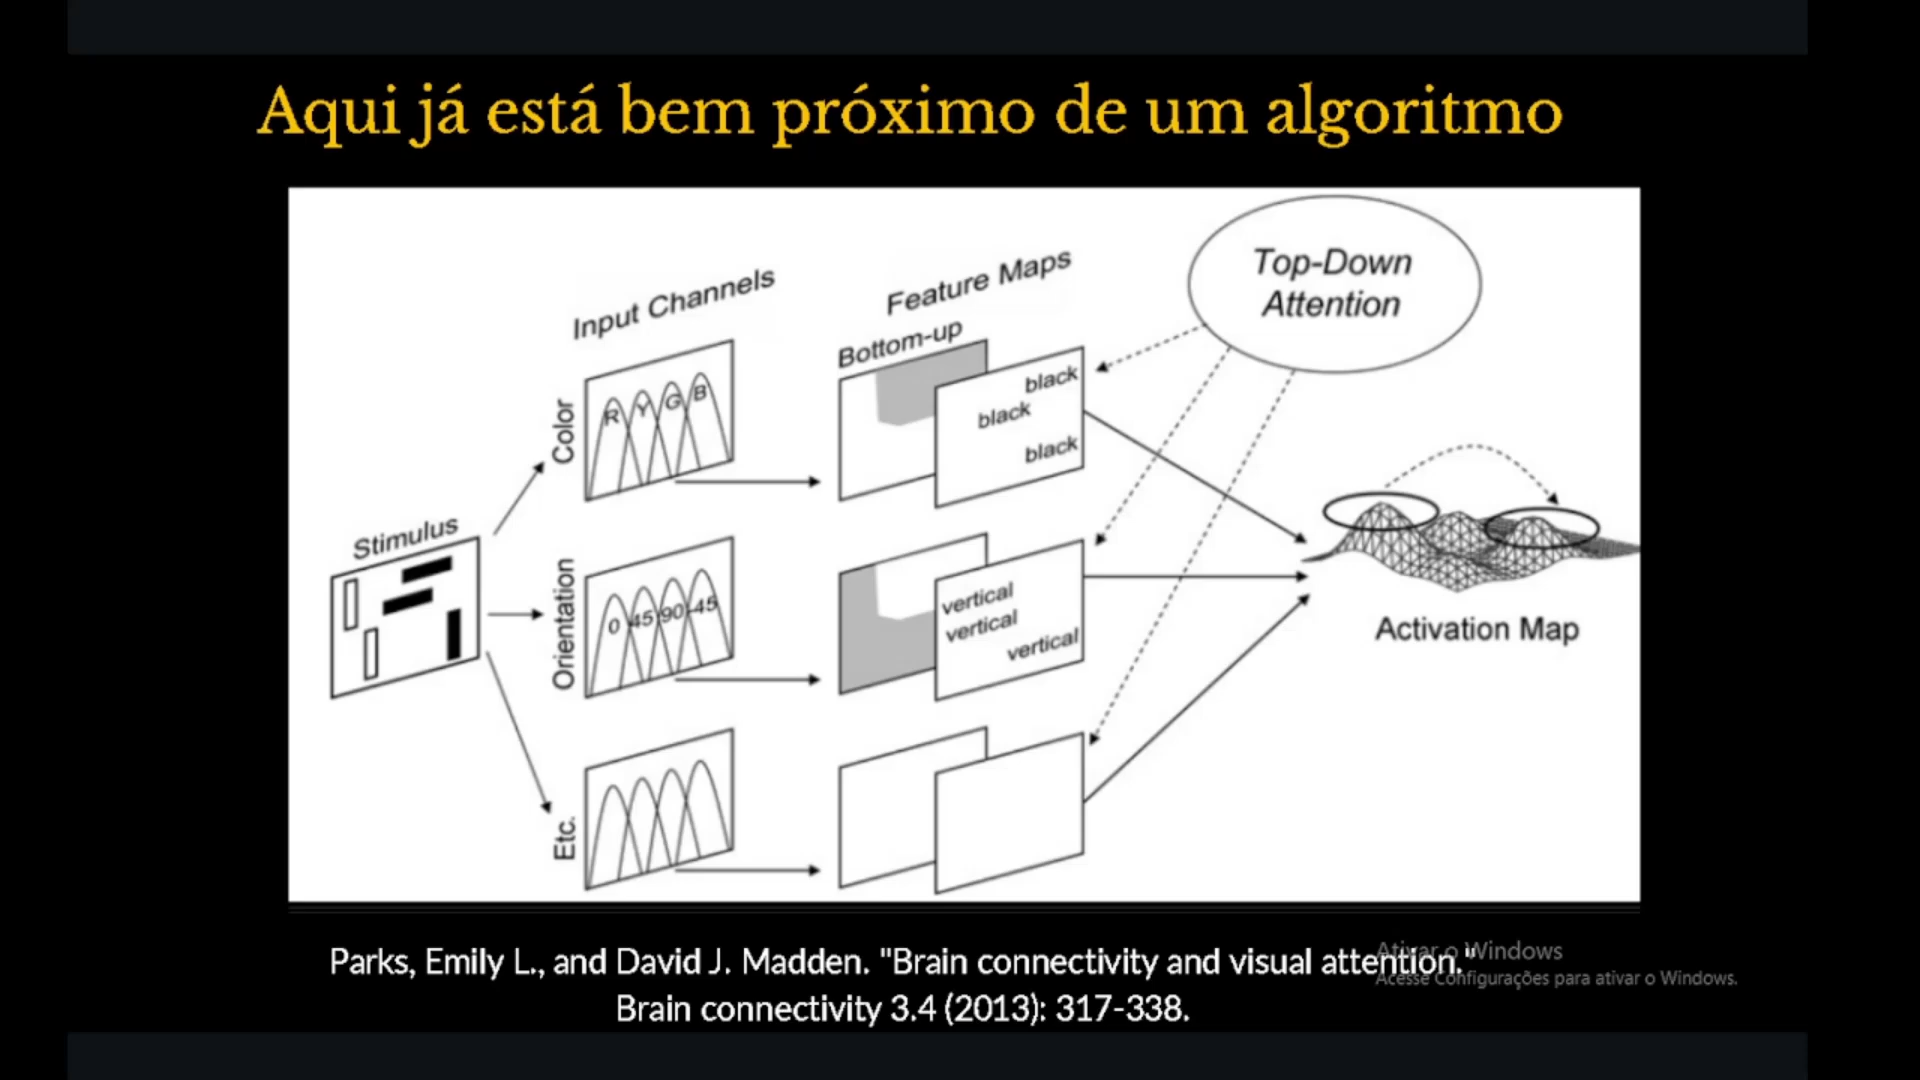 Aqui já está bem próximo de um algoritmo
Input Channels
Feature Maps
Top-Down
Attention
Bottom-up
Color
R Y G B
black
black
black
Stimulus
Orientation
0 45 90 -45
vertical
vertical
vertical
Activation Map
Etc.
Parks, Emily L., and David J. Madden. "Brain connectivity and visual attention."
Brain connectivity 3.4 (2013): 317-338.
Ativar o Windows
Acesse Configurações para ativar o Windows.